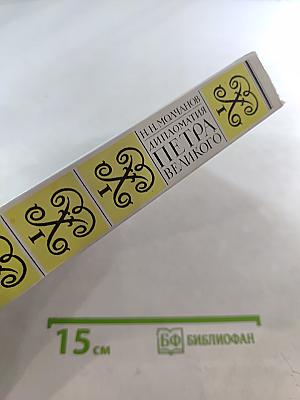 Н.Н. МОЛЧАНОВ
ДИПЛОМАТИЯ
ПЕТРА
ВЕЛИКОГО
I
I
I
15 см
БФ БИБЛИОФАН